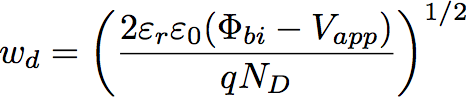 w_d = \left( \frac{2\varepsilon_r \varepsilon_0 (\Phi_{bi} - V_{app})}{q N_D} \right)^{1/2}